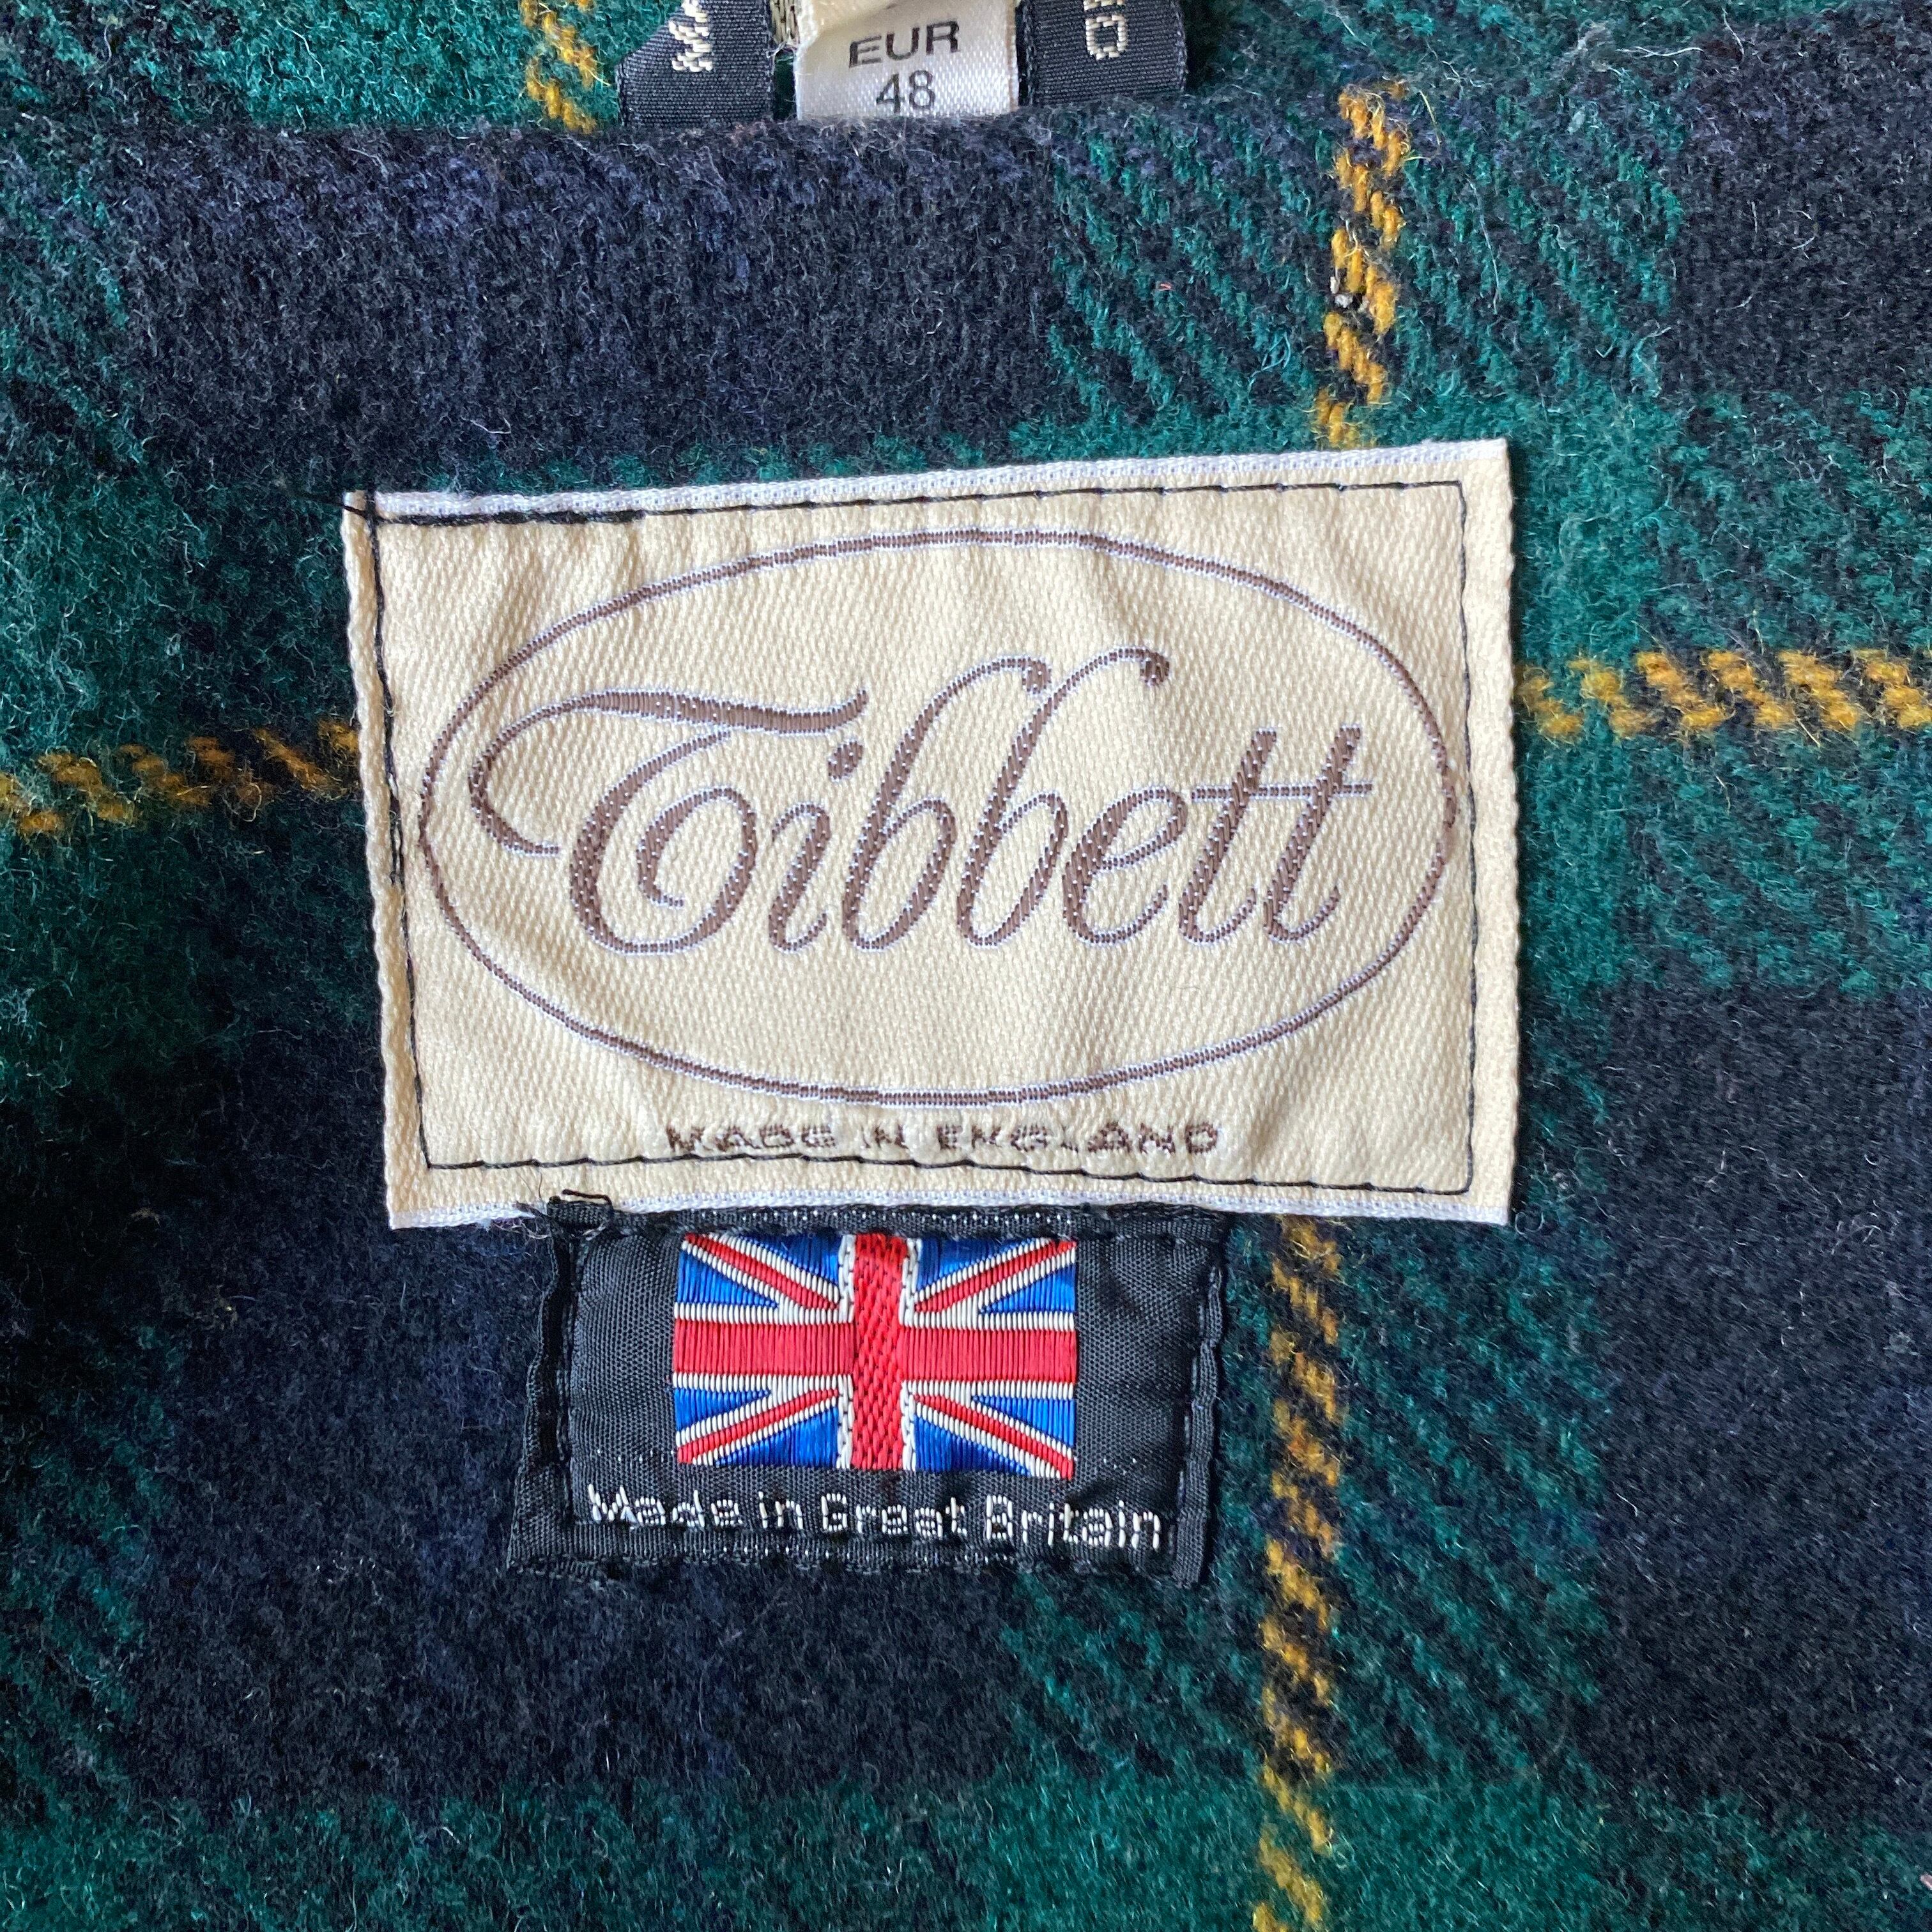 EUR
48
Tibbett
MADE IN ENGLAND
Made in Great Britain